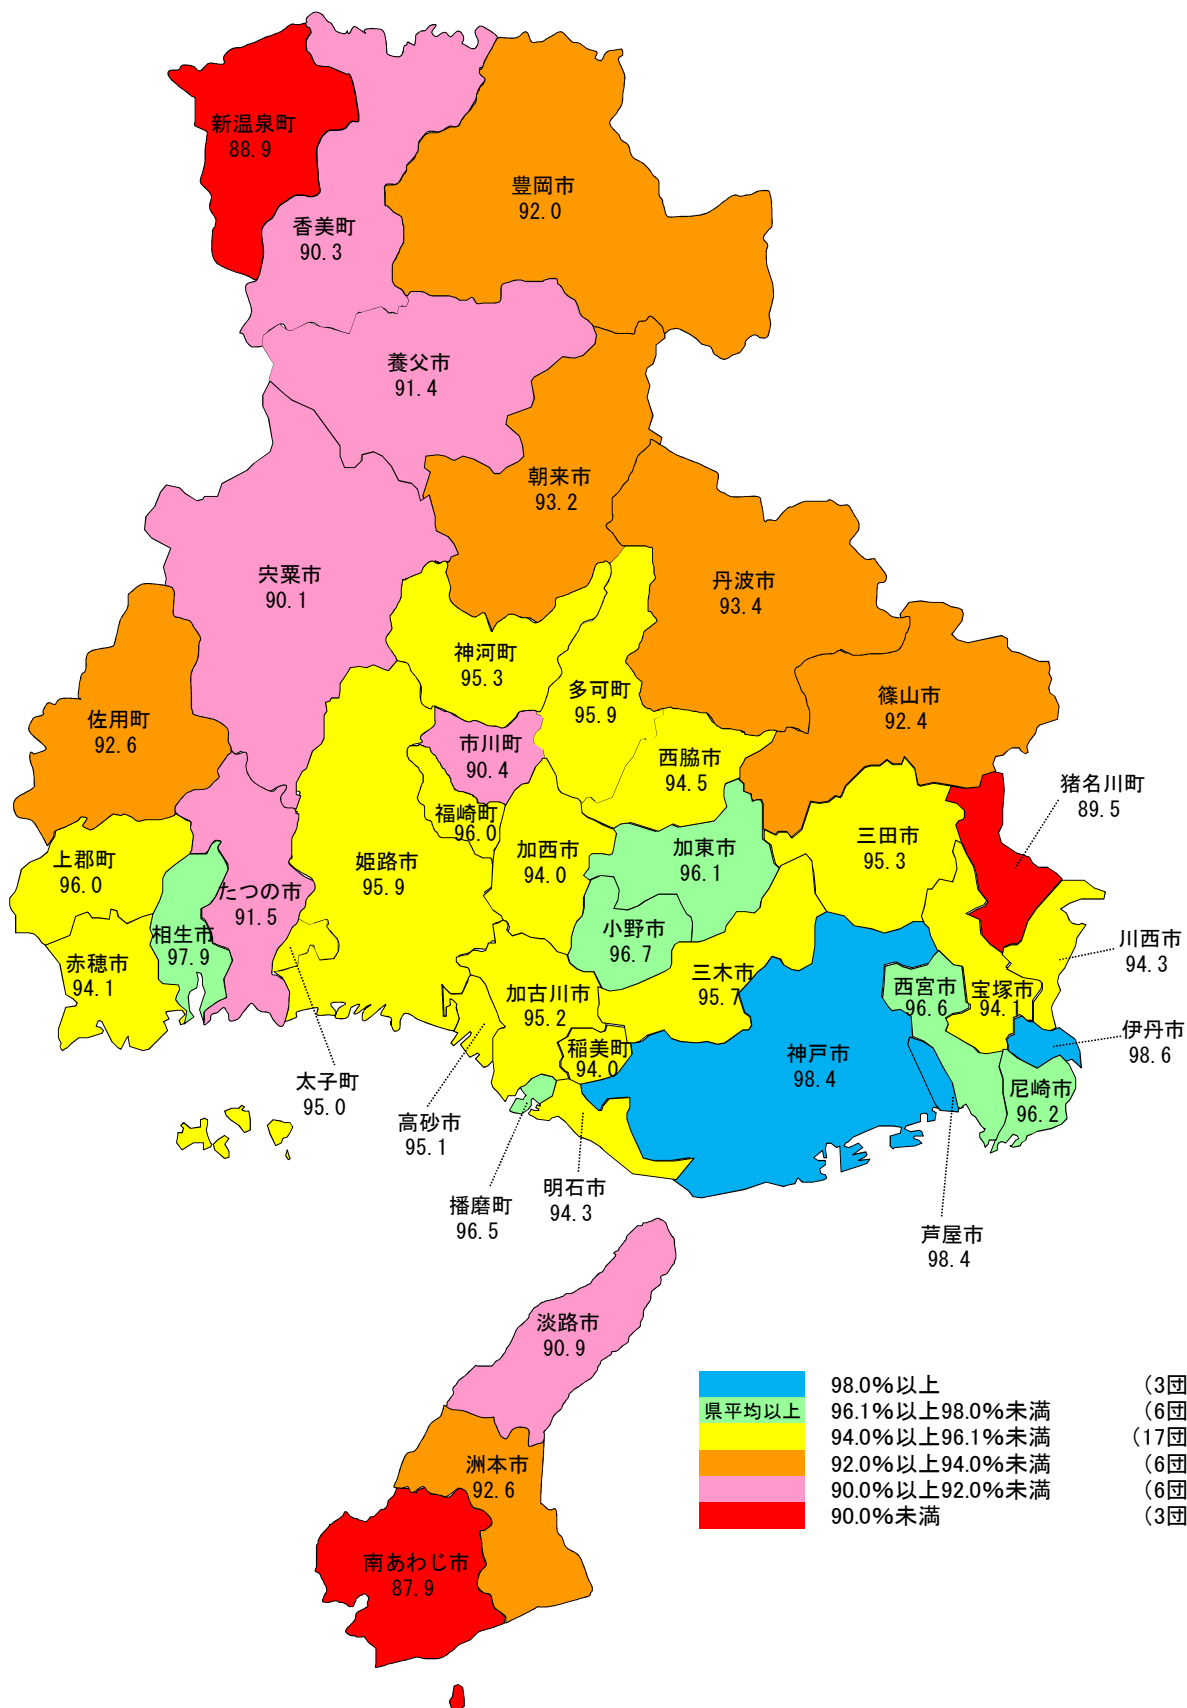 新温泉町
88.9
香美町
90.3
豊岡市
92.0
養父市
91.4
朝来市
93.2
宍粟市
90.1
丹波市
93.4
神河町
95.3
多可町
95.9
篠山市
92.4
佐用町
92.6
市川町
90.4
西脇市
94.5
猪名川町
89.5
福崎町
96.0
三田市
95.3
上郡町
96.0
姫路市
95.9
加西市
94.0
加東市
96.1
たつの市
91.5
相生市
97.9
小野市
96.7
川西市
94.3
赤穂市
94.1
三木市
95.7
加古川市
95.2
西宮市
96.6
宝塚市
94.1
伊丹市
98.6
稲美町
94.0
神戸市
98.4
尼崎市
96.2
太子町
95.0
高砂市
95.1
明石市
94.3
播磨町
96.5
芦屋市
98.4
淡路市
90.9
洲本市
92.6
南あわじ市
87.9
98.0%以上 (3団
県平均以上 96.1%以上98.0%未満 (6団
94.0%以上96.1%未満 (17団
92.0%以上94.0%未満 (6団
90.0%以上92.0%未満 (6団
90.0%未満 (3団